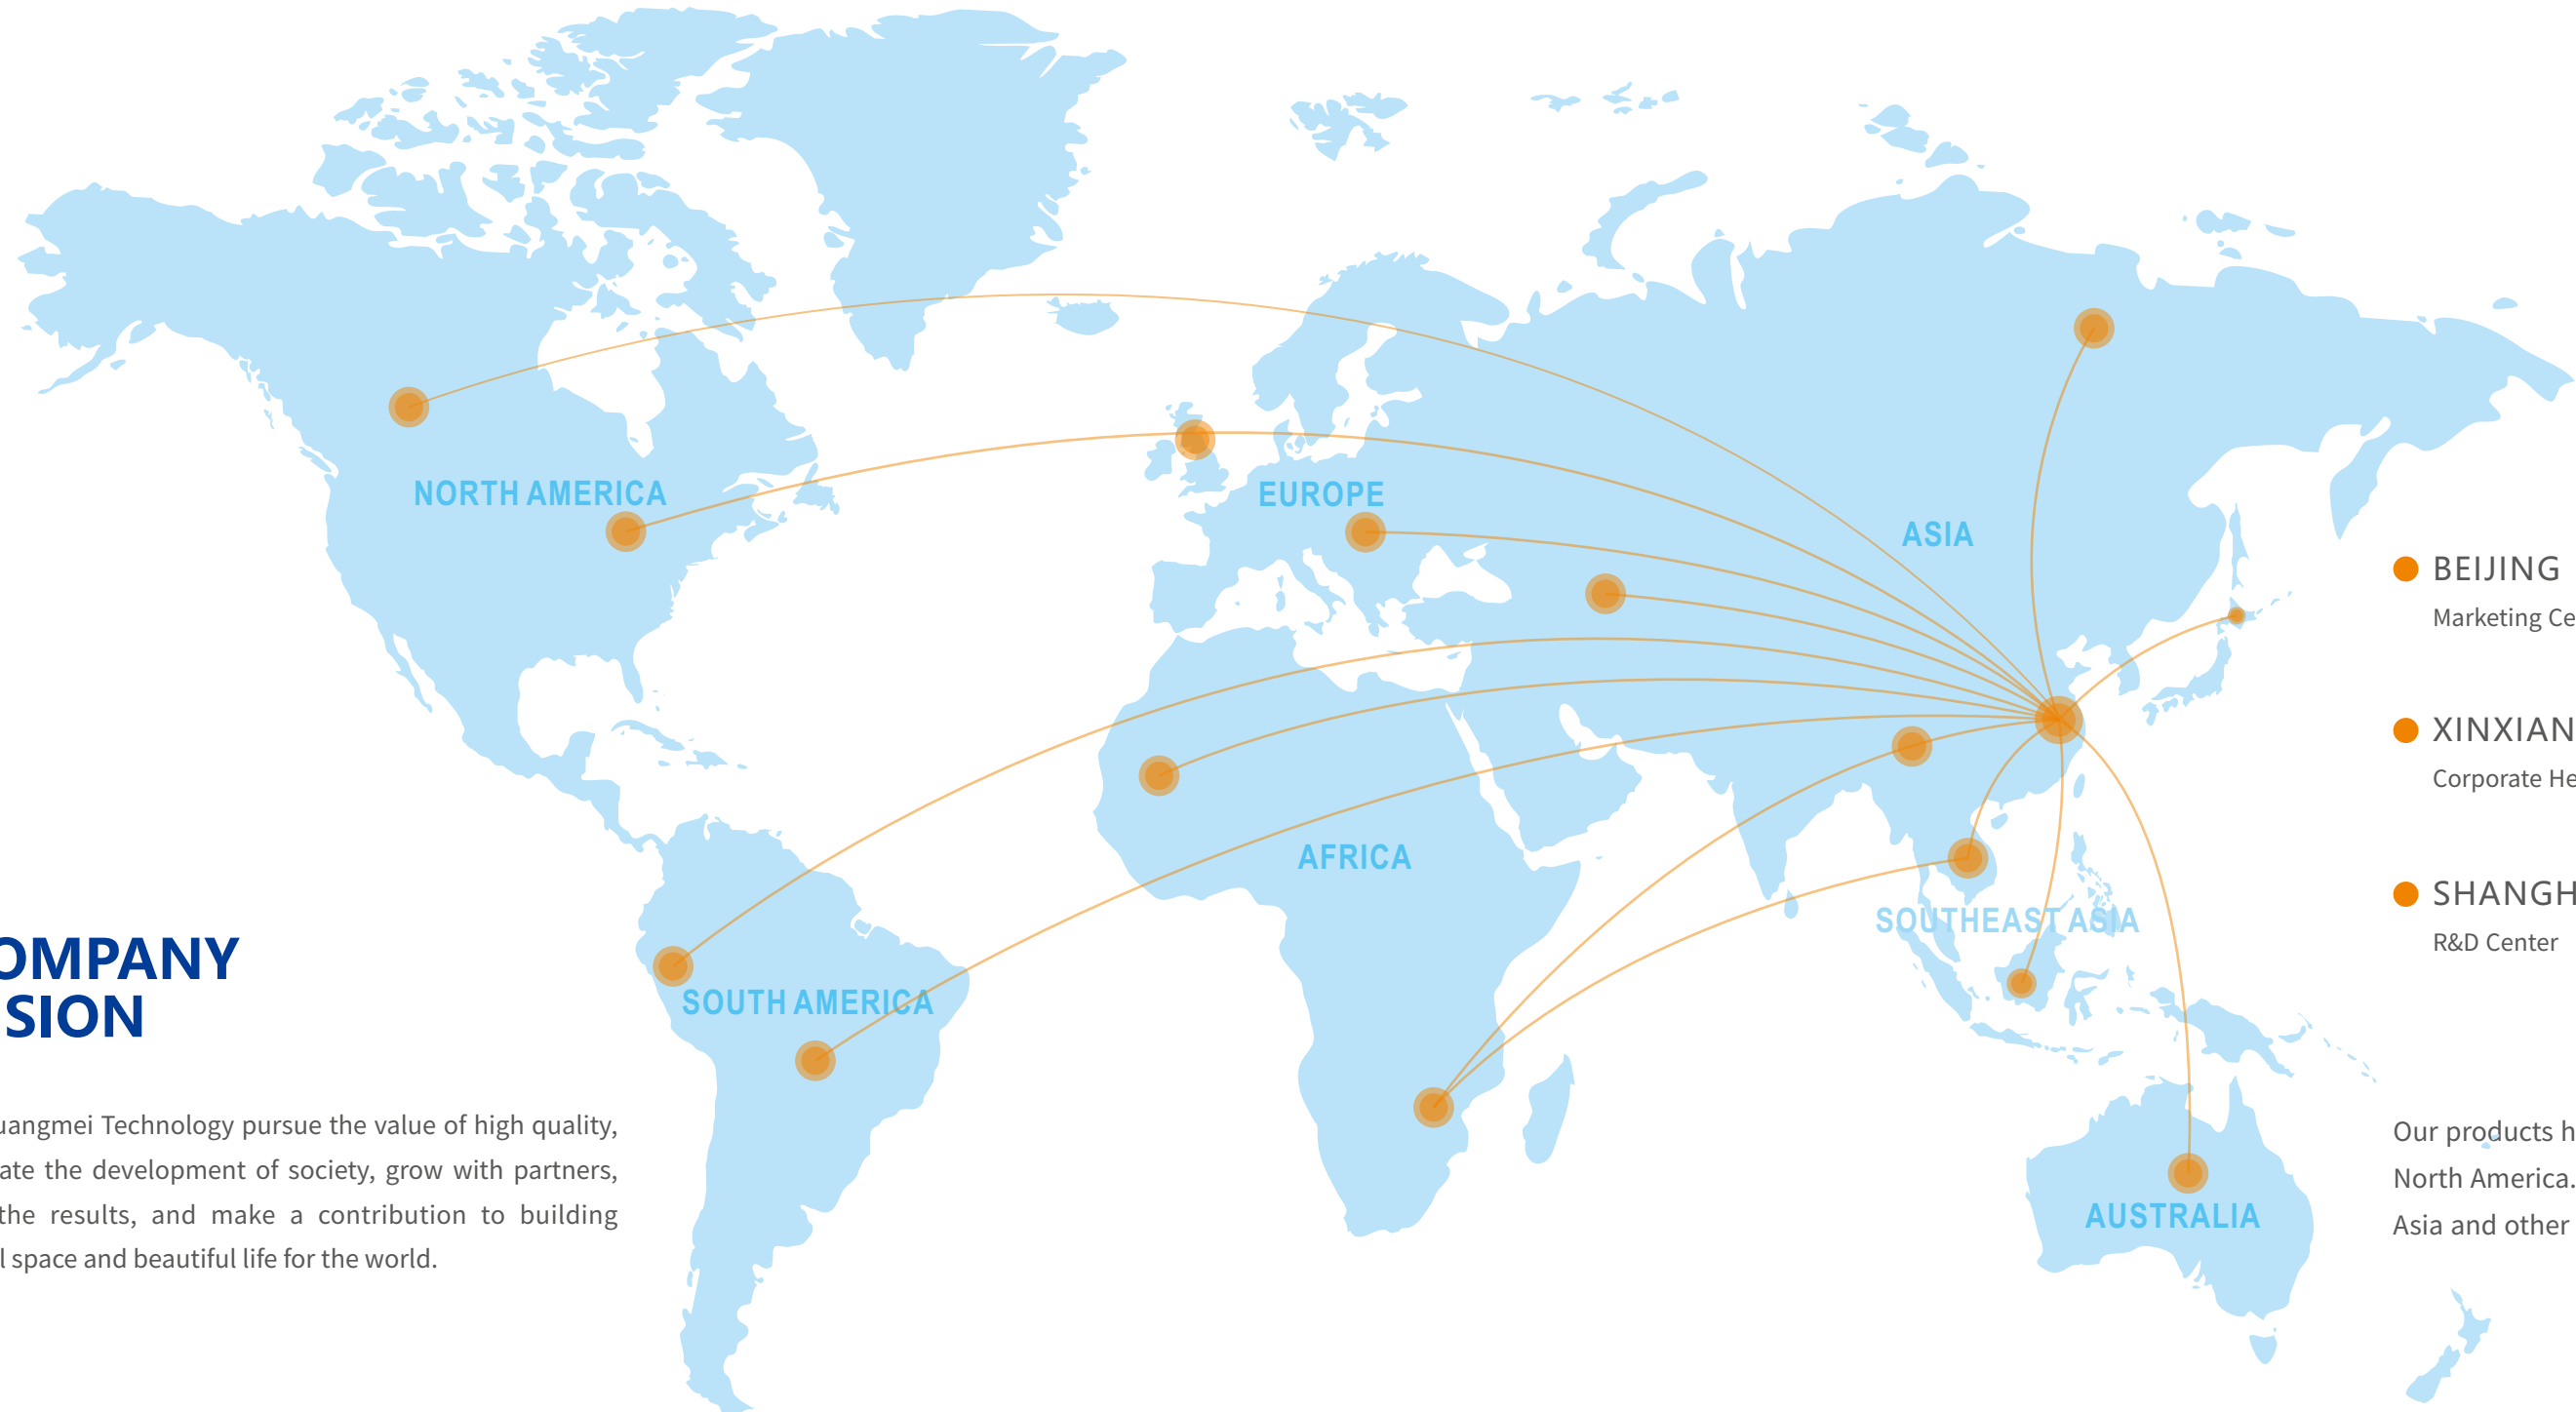 NORTH AMERICA
EUROPE
ASIA
AFRICA
SOUTHEAST ASIA
SOUTH AMERICA
AUSTRALIA
BEIJING
Marketing Ce
XINXIAN
Corporate He
SHANGH
R&D Center
OMPANY
SION
uangmei Technology pursue the value of high quality,
ate the development of society, grow with partners,
the results, and make a contribution to building
l space and beautiful life for the world.
Our products h
North America.
Asia and other